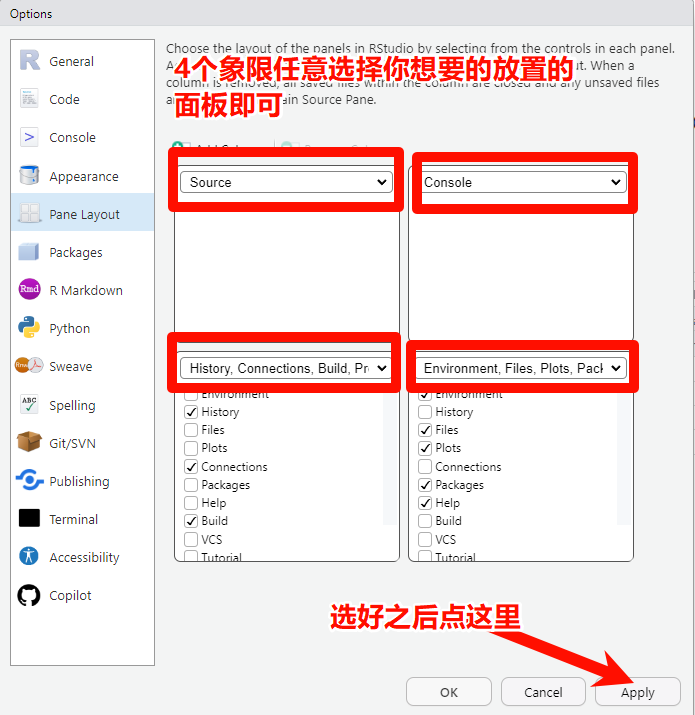 Options
General
Code
Console
Appearance
Pane Layout
Packages
R Markdown
Python
Sweave
Spelling
Git/SVN
Publishing
Terminal
Accessibility
Copilot
Choose the layout of the panels in RStudio by selecting from the controls in each panel.
4个象限任意选择你想要的放置的
When a
column is removed, all saved files within the column are closed and any unsaved files
面板即可
ain Source Pane.
Source
Console
History, Connections, Build, Pr
Environment, Files, Plots, Pack
Environment
History
Files
Plots
Connections
Packages
Help
Build
VCS
Tutorial
Environment
History
Files
Plots
Connections
Packages
Help
Build
VCS
Tutorial
选好之后点这里
OK
Cancel
Apply